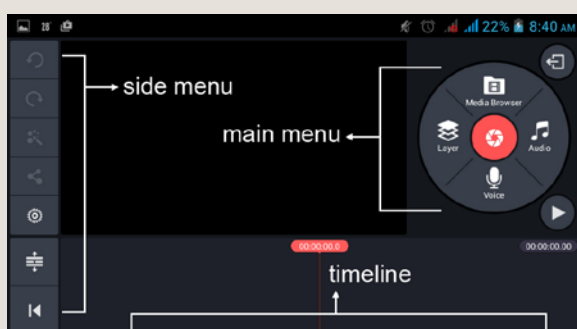 28° 22% 8:40 AM
side menu
Media Browser
main menu
Layer
Audio
Voice
00:00:00.0 00:00:00.00
timeline